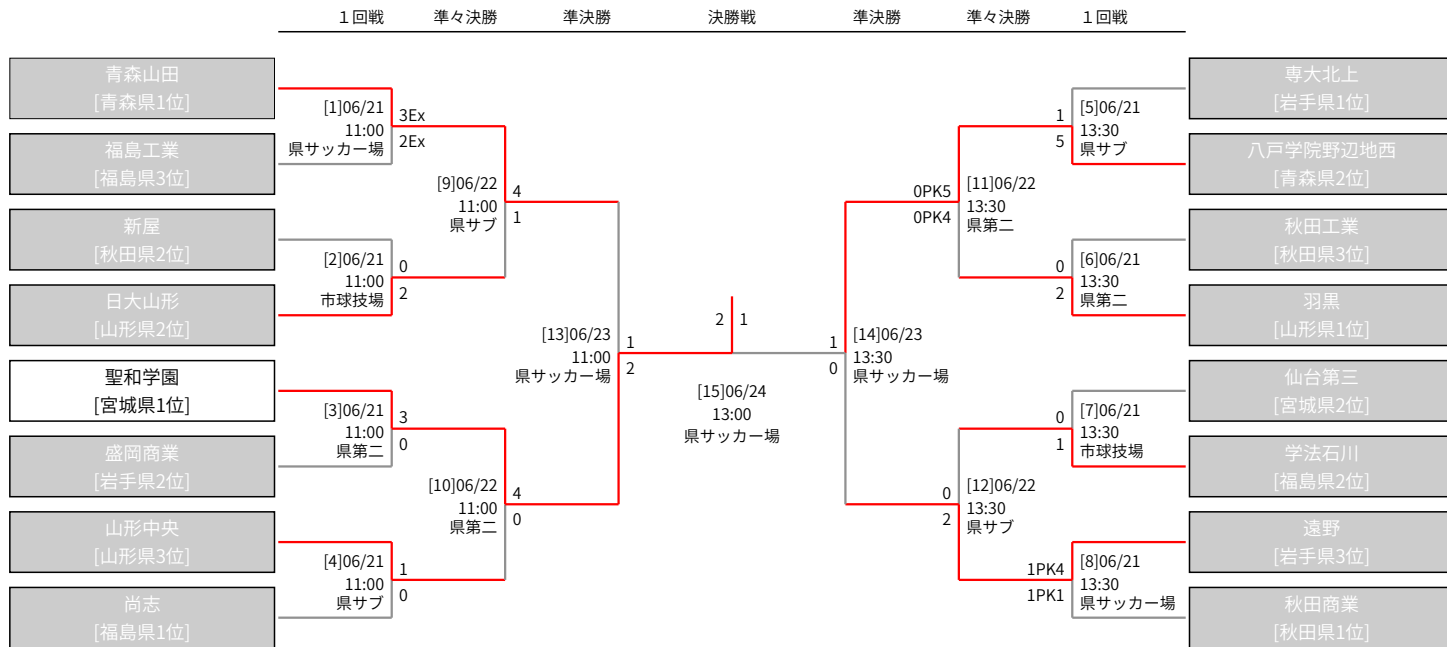 １回戦
準々決勝
準決勝
決勝戦
準決勝
準々決勝
１回戦
青森山田
[青森県1位]
福島工業
[福島県3位]
新屋
[秋田県2位]
日大山形
[山形県2位]
聖和学園
[宮城県1位]
盛岡商業
[岩手県2位]
山形中央
[山形県3位]
尚志
[福島県1位]
[1]06/21
11:00
県サッカー場
3Ex
2Ex
[2]06/21
11:00
市球技場
0
2
[3]06/21
11:00
県第二
3
0
[4]06/21
11:00
県サブ
1
0
[9]06/22
11:00
県サブ
4
1
[10]06/22
11:00
県第二
4
0
[13]06/23
11:00
県サッカー場
1
2
2
1
[15]06/24
13:00
県サッカー場
1
0
[14]06/23
13:30
県サッカー場
0PK5
0PK4
[11]06/22
13:30
県第二
0
2
[12]06/22
13:30
県サブ
1
5
[5]06/21
13:30
県サブ
0
2
[6]06/21
13:30
県第二
0
1
[7]06/21
13:30
市球技場
1PK4
1PK1
[8]06/21
13:30
県サッカー場
専大北上
[岩手県1位]
八戸学院野辺地西
[青森県2位]
秋田工業
[秋田県3位]
羽黒
[山形県1位]
仙台第三
[宮城県2位]
学法石川
[福島県2位]
遠野
[岩手県3位]
秋田商業
[秋田県1位]